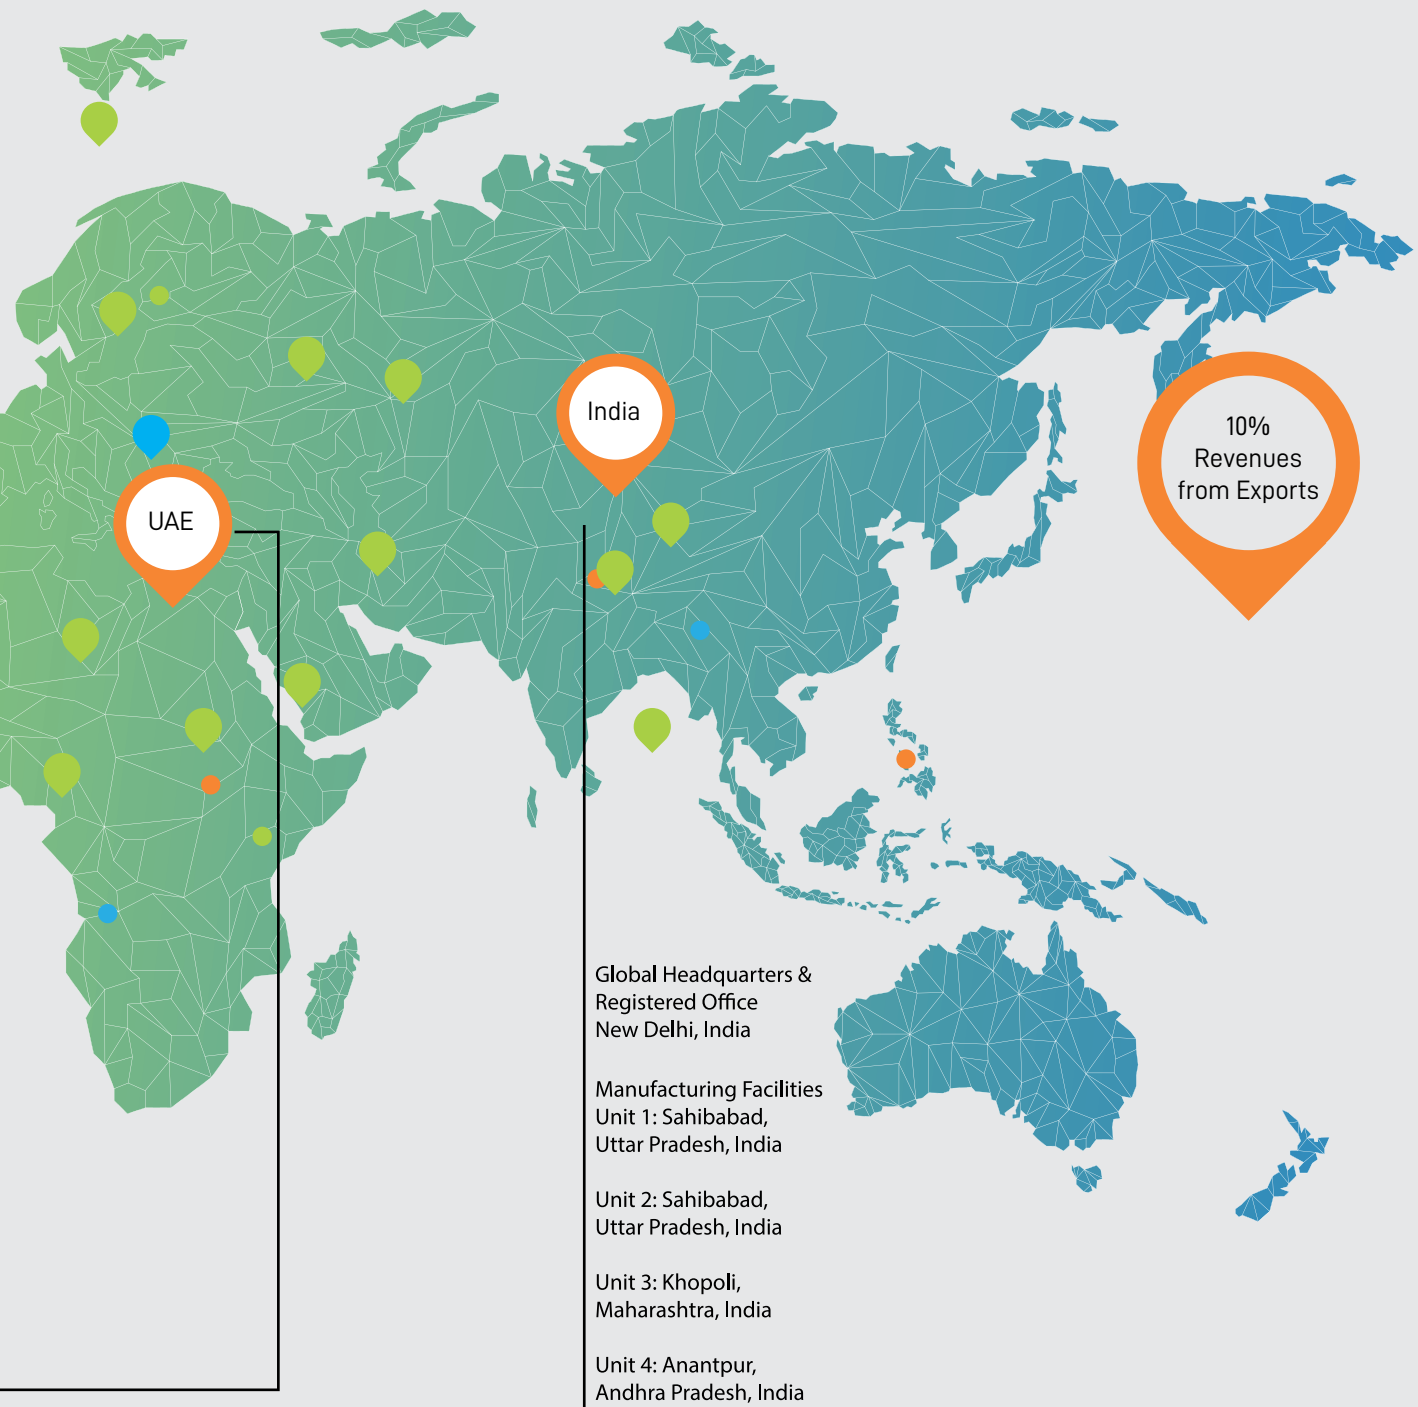 India
10%
Revenues
from Exports
UAE
Global Headquarters &
Registered Office
New Delhi, India
Manufacturing Facilities
Unit 1: Sahibabad,
Uttar Pradesh, India
Unit 2: Sahibabad,
Uttar Pradesh, India
Unit 3: Khopoli,
Maharashtra, India
Unit 4: Anantpur,
Andhra Pradesh, India